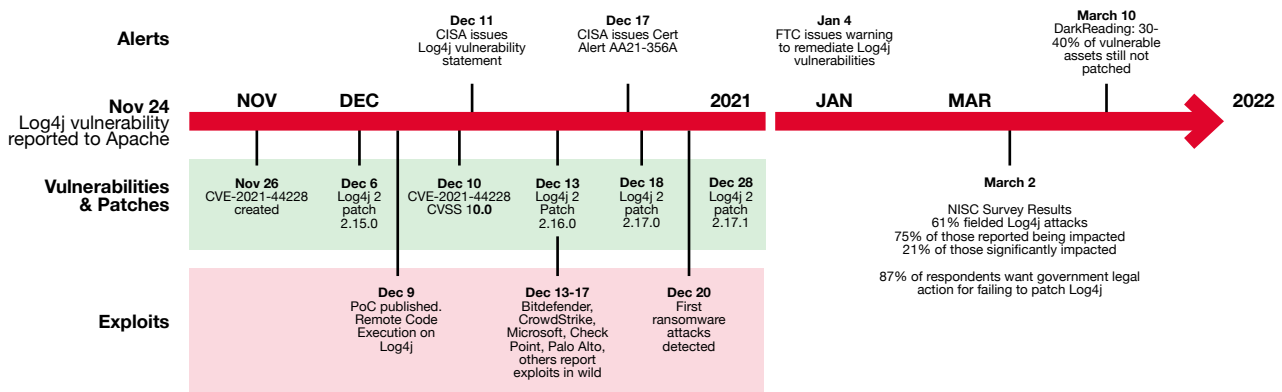 Alerts
Dec 11
CISA issues
Log4j vulnerability
statement
Dec 17
CISA issues Cert
Alert AA21-356A
Jan 4
FTC issues warning
to remediate Log4j
vulnerabilities
March 10
DarkReading: 30-
40% of vulnerable
assets still not
patched
Nov 24
Log4j vulnerability
reported to Apache
NOV
DEC
2021
JAN
MAR
2022
Vulnerabilities
& Patches
Nov 26
CVE-2021-44228
created
Dec 6
Log4j 2
patch
2.15.0
Dec 10
CVE-2021-44228
CVSS 10.0
Dec 13
Log4j 2
Patch
2.16.0
Dec 18
Log4j 2
patch
2.17.0
Dec 28
Log4j 2
patch
2.17.1
March 2
NISC Survey Results
61% fielded Log4j attacks
75% of those reported being impacted
21% of those significantly impacted
87% of respondents want government legal
action for failing to patch Log4j
Exploits
Dec 9
PoC published.
Remote Code
Execution on
Log4j
Dec 13-17
Bitdefender,
CrowdStrike,
Microsoft, Check
Point, Palo Alto,
others report
exploits in wild
Dec 20
First
ransomware
attacks
detected